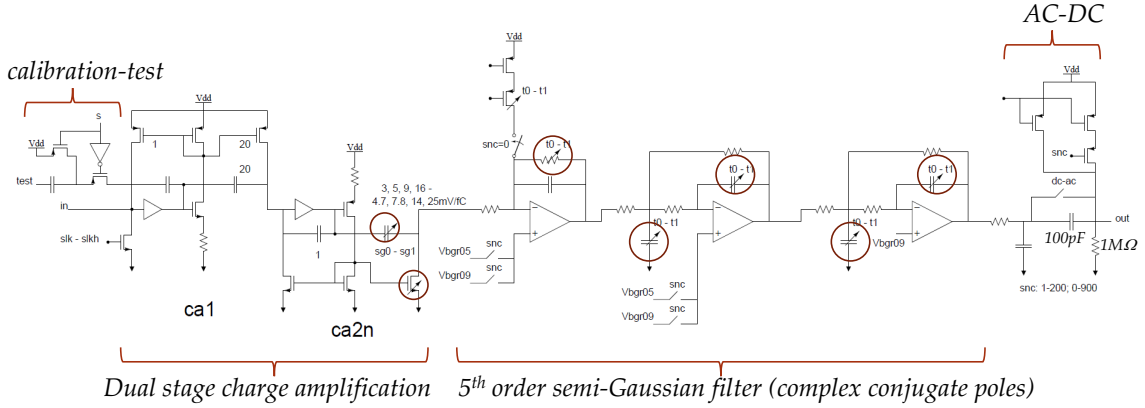 AC-DC
calibration-test
Vdd
Vdd
Vdd
s
Vdd
t0 - t1
Vdd
1
20
snc=0
t0 - t1
t0 - t1
t0 - t1
snc
test
20
Vdd
3, 5, 9, 16 -
4.7, 7.8, 14, 25mV/fC
dc-ac
in
out
slk - slkh
1
sg0 - sg1
t0 - t1
t0 - t1
Vbgr09
100pF
1MΩ
snc
Vbgr05
snc
Vbgr09
snc: 1-200; 0-900
snc
Vbgr05
snc
Vbgr09
ca1
ca2n
Dual stage charge amplification
5th order semi-Gaussian filter (complex conjugate poles)